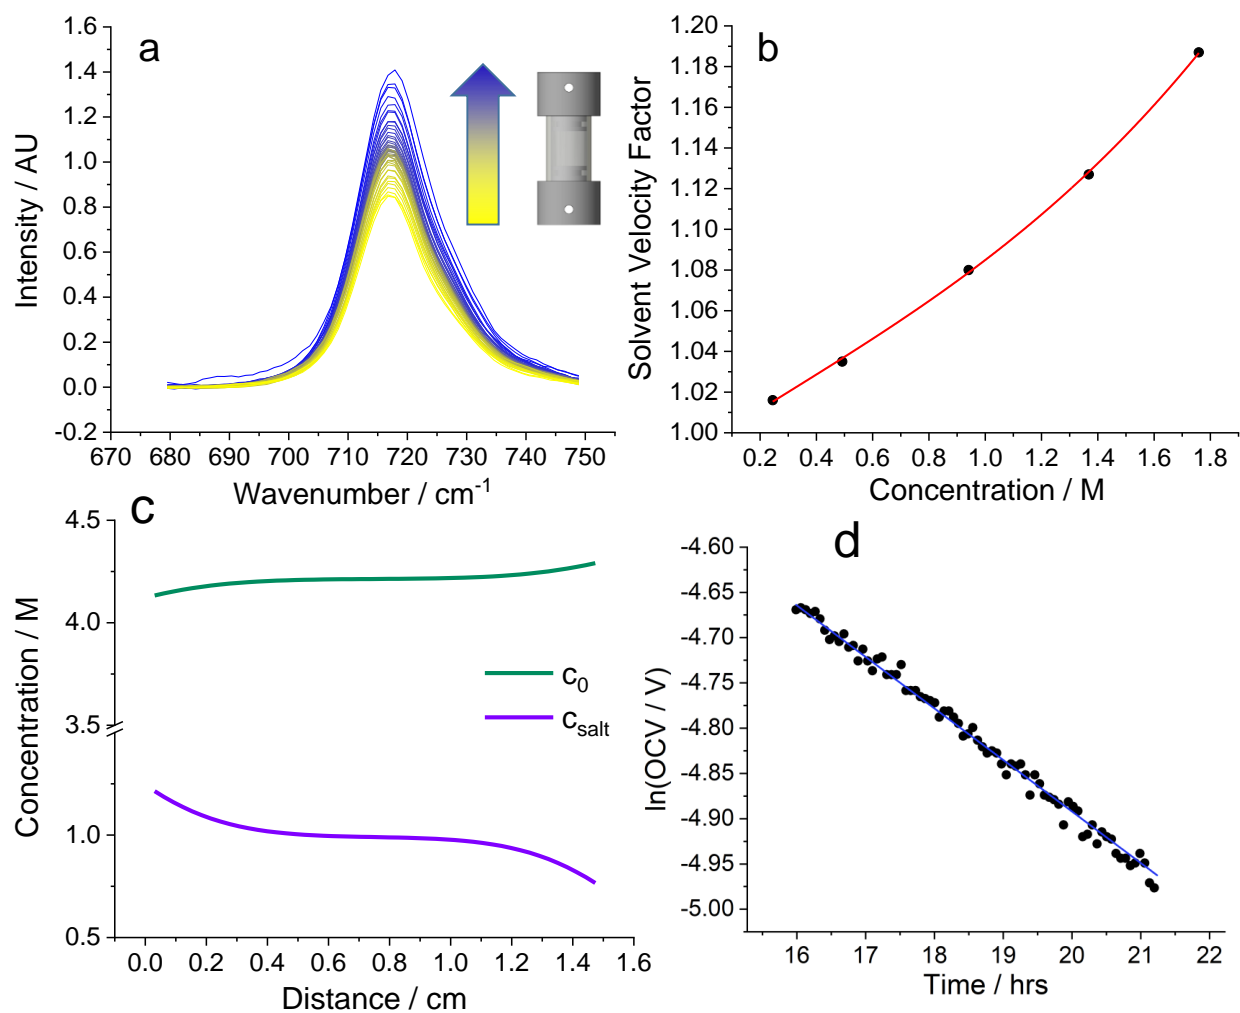 a
1.6
1.4
1.2
1.0
0.8
0.6
0.4
0.2
0.0
-0.2
Intensity / AU
670 680 690 700 710 720 730 740 750
Wavenumber / cm-1
b
1.20
1.18
1.16
1.14
1.12
1.10
1.08
1.06
1.04
1.02
1.00
Solvent Velocity Factor
0.2 0.4 0.6 0.8 1.0 1.2 1.4 1.6 1.8
Concentration / M
c
4.5
4.0
3.5
1.0
0.5
Concentration / M
c0
csalt
0.0 0.2 0.4 0.6 0.8 1.0 1.2 1.4 1.6
Distance / cm
d
-4.60
-4.65
-4.70
-4.75
-4.80
-4.85
-4.90
-4.95
-5.00
ln(OCV / V)
16 17 18 19 20 21 22
Time / hrs